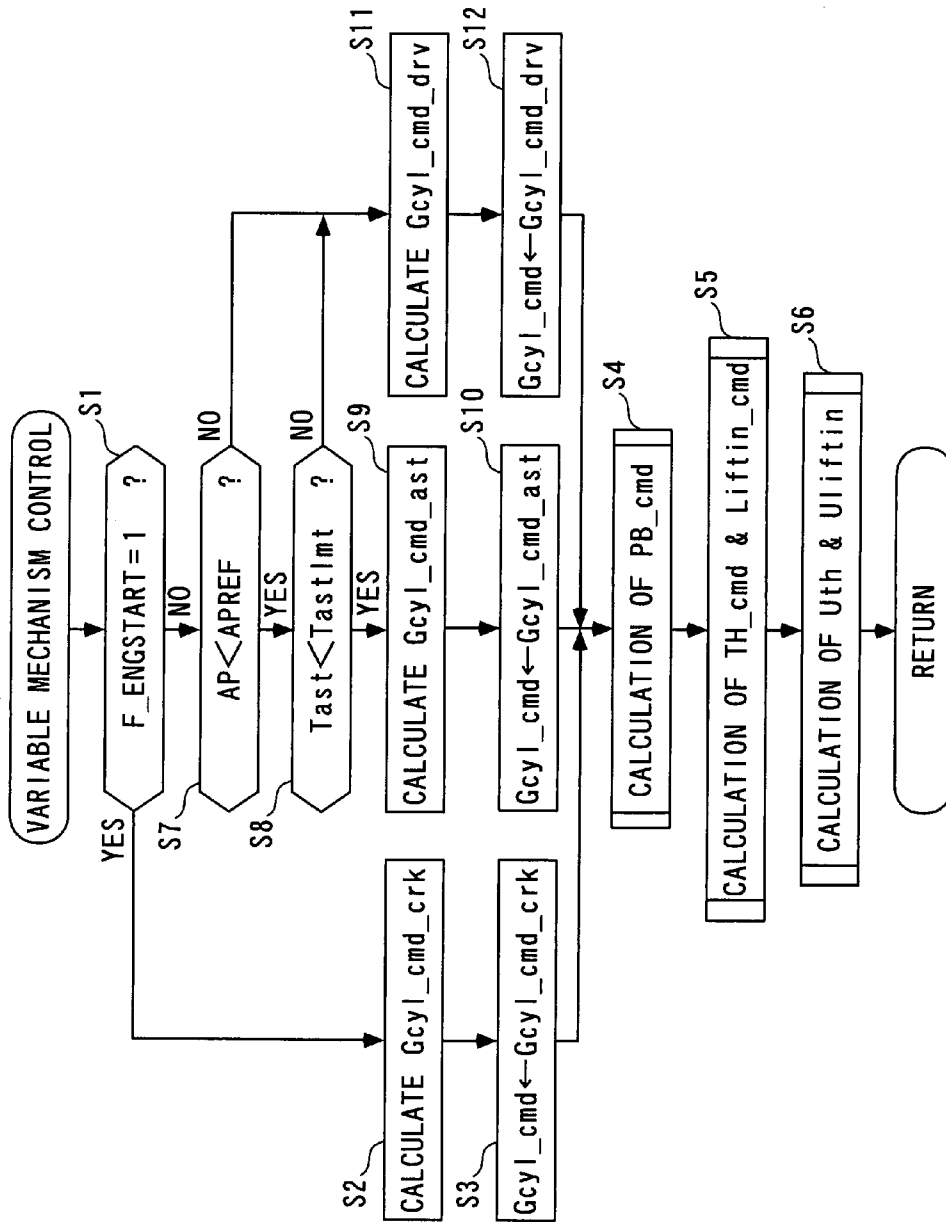 VARIABLE MECHANISM CONTROL
S1
F_ENGSTART=1 ?
YES
NO
S7
AP<APREF ?
NO
YES
S8
Tast<Tastlmt ?
NO
YES
S2
CALCULATE Gcyl_cmd_crk
S9
CALCULATE Gcyl_cmd_ast
S11
CALCULATE Gcyl_cmd_drv
S3
Gcyl_cmd←Gcyl_cmd_crk
S10
Gcyl_cmd←Gcyl_cmd_ast
S12
Gcyl_cmd←Gcyl_cmd_drv
S4
CALCULATION OF PB_cmd
S5
CALCULATION OF TH_cmd & Liftin_cmd
S6
CALCULATION OF Uth & Uliftin
RETURN